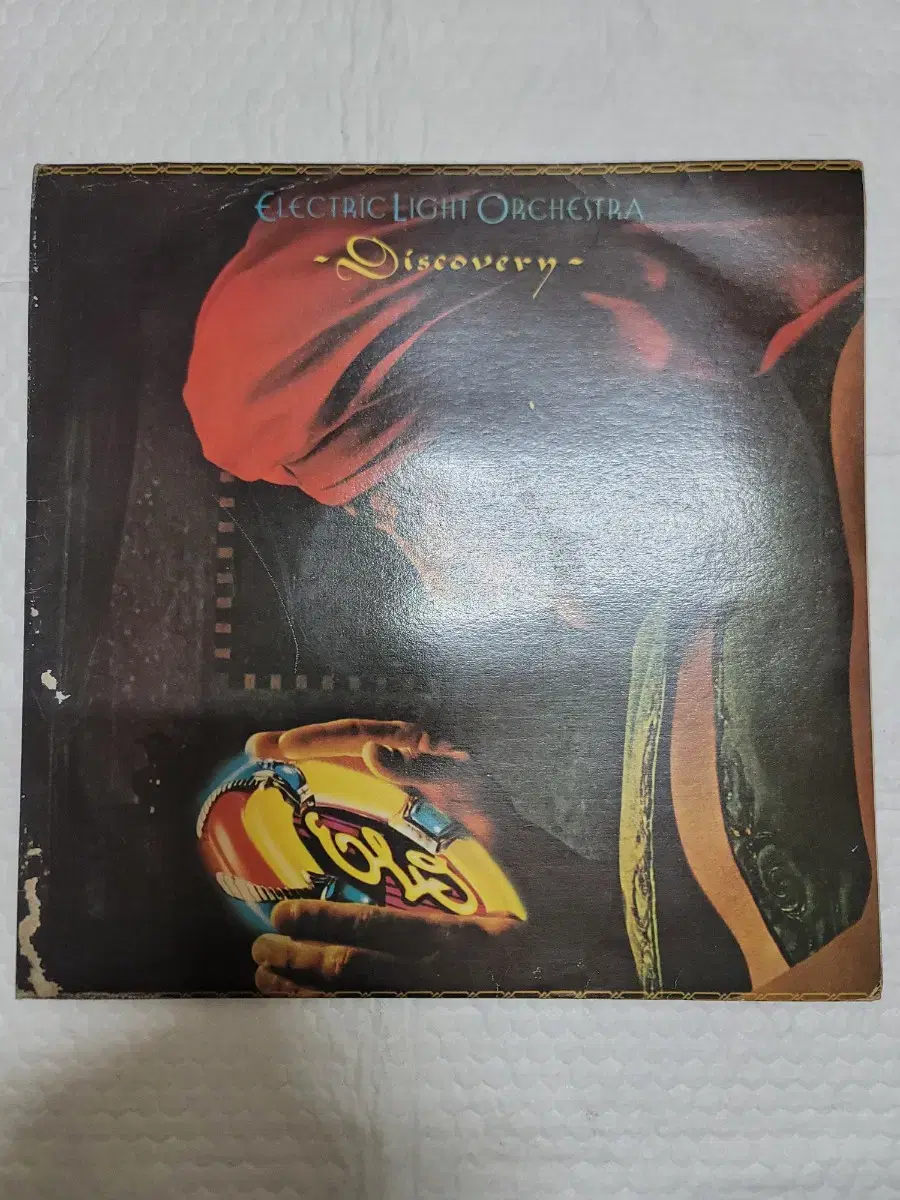 Electric Light Orchestra
-Discovery-
ELO